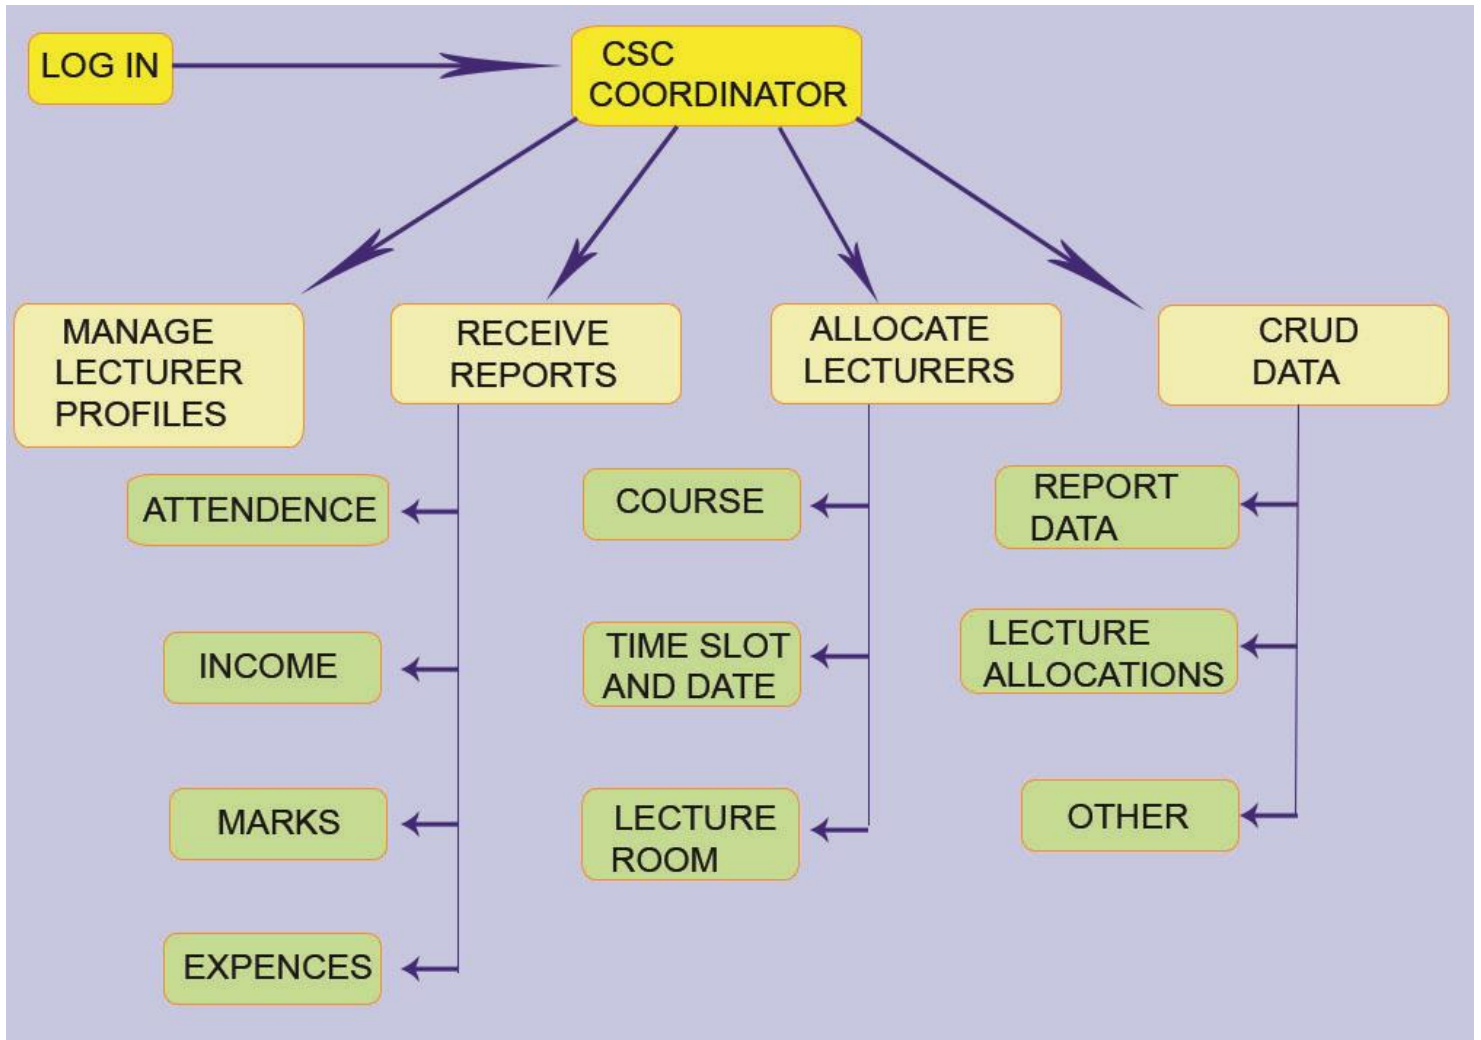 LOG IN
CSC
COORDINATOR
MANAGE
LECTURER
PROFILES
RECEIVE
REPORTS
ALLOCATE
LECTURERS
CRUD
DATA
ATTENDENCE
INCOME
MARKS
EXPENCES
COURSE
TIME SLOT
AND DATE
LECTURE
ROOM
REPORT
DATA
LECTURE
ALLOCATIONS
OTHER